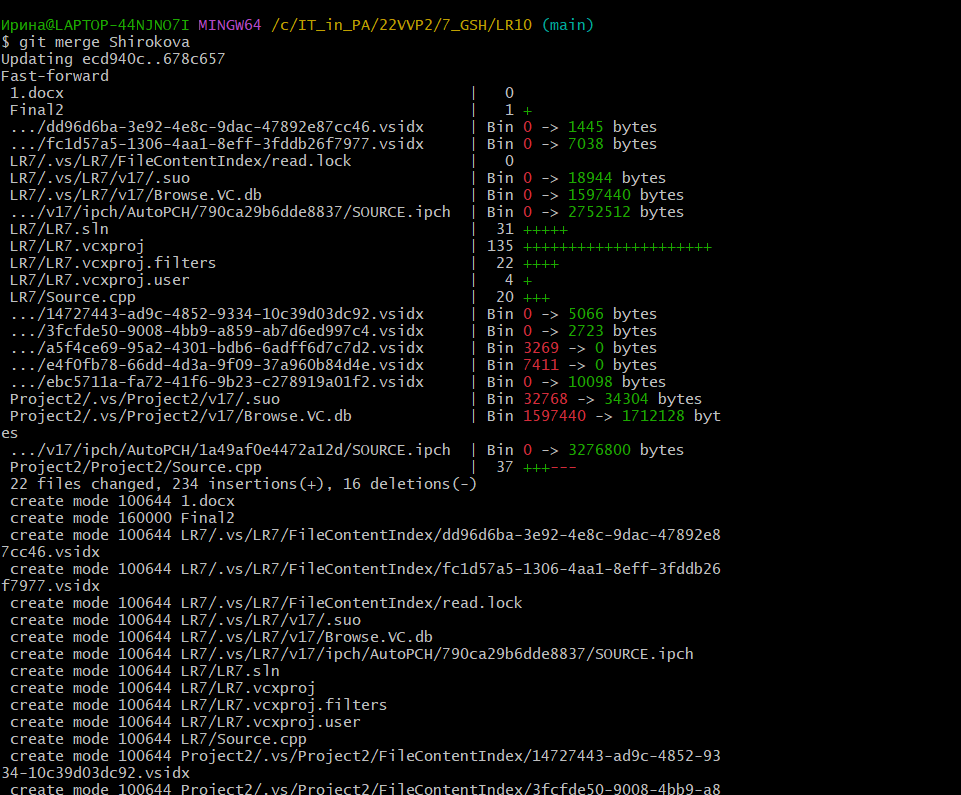 Ирина@LAPTOP-44NJNO7I MINGW64 /c/IT_in_PA/22VVP2/7_GSH/LR10 (main)
$ git merge Shirokova
Updating ecd940c..678c657
Fast-forward
 1.docx | 0
 Final2 | 1 +
 .../dd96d6ba-3e92-4e8c-9dac-47892e87cc46.vsidx | Bin 0 -> 1445 bytes
 .../fc1d57a5-1306-4aa1-8eff-3fddb26f7977.vsidx | Bin 0 -> 7038 bytes
 LR7/.vs/LR7/FileContentIndex/read.lock | 0
 LR7/.vs/LR7/v17/.suo | Bin 0 -> 18944 bytes
 LR7/.vs/LR7/v17/Browse.VC.db | Bin 0 -> 1597440 bytes
 .../v17/ipch/AutoPCH/790ca29b6dde8837/SOURCE.ipch | Bin 0 -> 2752512 bytes
 LR7/LR7.sln | 31 +++++
 LR7/LR7.vcxproj | 135 +++++++++++++++++++++
 LR7/LR7.vcxproj.filters | 22 ++++
 LR7/LR7.vcxproj.user | 4 +
 LR7/Source.cpp | 20 +++
 .../14727443-ad9c-4852-9334-10c39d03dc92.vsidx | Bin 0 -> 5066 bytes
 .../3fcfde50-9008-4bb9-a859-ab7d6ed997c4.vsidx | Bin 0 -> 2723 bytes
 .../a5f4ce69-95a2-4301-bdb6-6adff6d7c7d2.vsidx | Bin 3269 -> 0 bytes
 .../e4f0fb78-66dd-4d3a-9f09-37a960b84d4e.vsidx | Bin 7411 -> 0 bytes
 .../ebc5711a-fa72-41f6-9b23-c278919a01f2.vsidx | Bin 0 -> 10098 bytes
 Project2/.vs/Project2/v17/.suo | Bin 32768 -> 34304 bytes
 Project2/.vs/Project2/v17/Browse.VC.db | Bin 1597440 -> 1712128 byt
es
 .../v17/ipch/AutoPCH/1a49af0e4472a12d/SOURCE.ipch | Bin 0 -> 3276800 bytes
 Project2/Project2/Source.cpp | 37 +++---
 22 files changed, 234 insertions(+), 16 deletions(-)
 create mode 100644 1.docx
 create mode 160000 Final2
 create mode 100644 LR7/.vs/LR7/FileContentIndex/dd96d6ba-3e92-4e8c-9dac-47892e8
7cc46.vsidx
 create mode 100644 LR7/.vs/LR7/FileContentIndex/fc1d57a5-1306-4aa1-8eff-3fddb26
f7977.vsidx
 create mode 100644 LR7/.vs/LR7/FileContentIndex/read.lock
 create mode 100644 LR7/.vs/LR7/v17/.suo
 create mode 100644 LR7/.vs/LR7/v17/Browse.VC.db
 create mode 100644 LR7/.vs/LR7/v17/ipch/AutoPCH/790ca29b6dde8837/SOURCE.ipch
 create mode 100644 LR7/LR7.sln
 create mode 100644 LR7/LR7.vcxproj
 create mode 100644 LR7/LR7.vcxproj.filters
 create mode 100644 LR7/LR7.vcxproj.user
 create mode 100644 LR7/Source.cpp
 create mode 100644 Project2/.vs/Project2/FileContentIndex/14727443-ad9c-4852-93
34-10c39d03dc92.vsidx
 create mode 100644 Project2/.vs/Project2/FileContentIndex/3fcfde50-9008-4bb9-a8